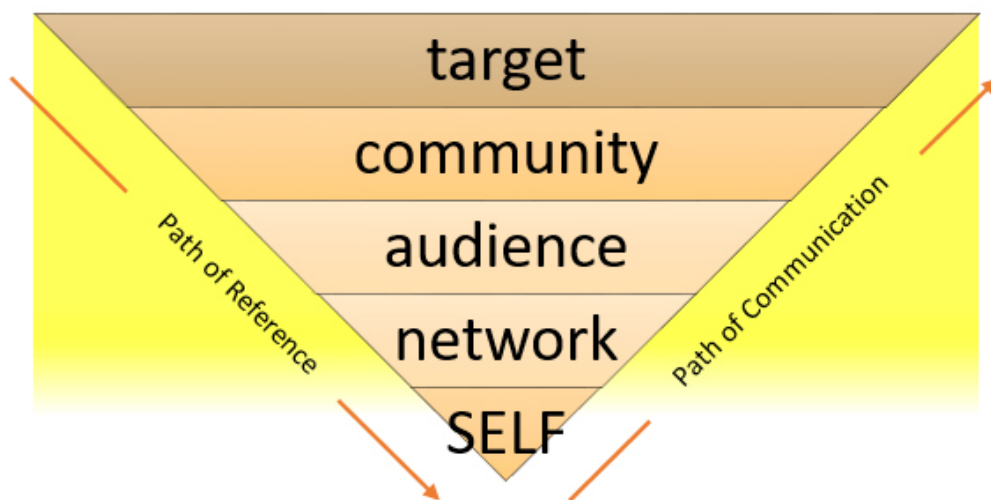 target
community
audience
network
SELF
Path of Reference
Path of Communication